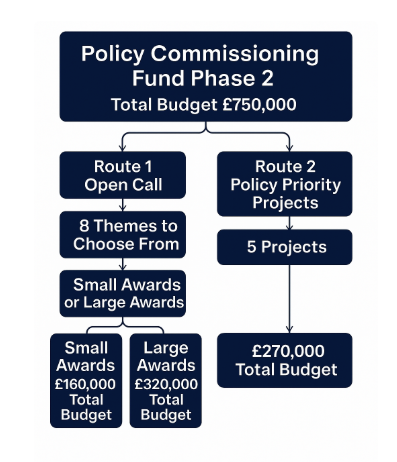 Policy Commissioning
Fund Phase 2
Total Budget £750,000
Route 1
Open Call
Route 2
Policy Priority
Projects
8 Themes to
Choose From
5 Projects
Small Awards
or Large Awards
Small
Awards
£160,000
Total
Budget
Large
Awards
£320,000
Total
Budget
£270,000
Total Budget